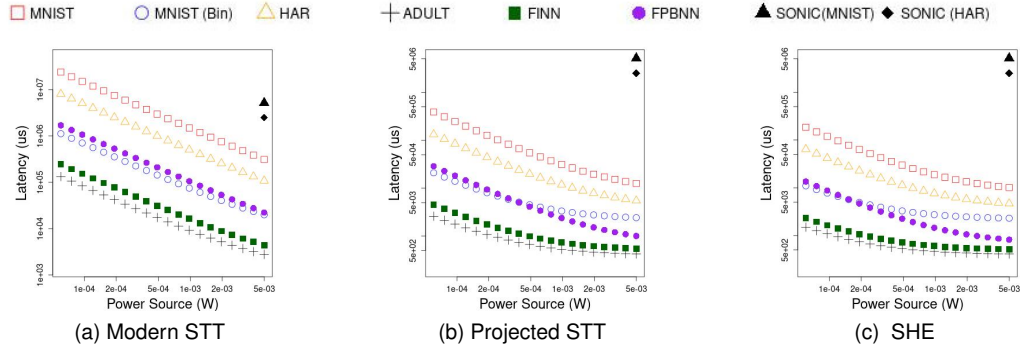 MNIST MNIST (Bin) HAR ADULT FINN FPBNN SONIC(MNIST) SONIC (HAR)
Latency (us)
1e+07
1e+06
1e+05
1e+04
1e+03
1e-04 2e-04 5e-04 1e-03 2e-03 5e-03
Power Source (W)
(a) Modern STT
Latency (us)
5e+06
5e+05
5e+04
5e+03
5e+02
1e-04 2e-04 5e-04 1e-03 2e-03 5e-03
Power Source (W)
(b) Projected STT
Latency (us)
5e+06
5e+05
5e+04
5e+03
5e+02
1e-04 2e-04 5e-04 1e-03 2e-03 5e-03
Power Source (W)
(c) SHE